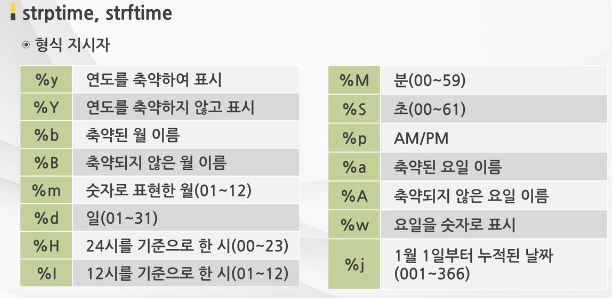 strptime, strftime
형식 지시자
%y 연도를 축약하여 표시
%Y 연도를 축약하지 않고 표시
%b 축약된 월 이름
%B 축약되지 않은 월 이름
%m 숫자로 표현한 월(01~12)
%d 일(01~31)
%H 24시를 기준으로 한 시(00~23)
%I 12시를 기준으로 한 시(01~12)
%M 분(00~59)
%S 초(00~61)
%p AM/PM
%a 축약된 요일 이름
%A 축약되지 않은 요일 이름
%w 요일을 숫자로 표시
%j 1월 1일부터 누적된 날짜
(001~366)